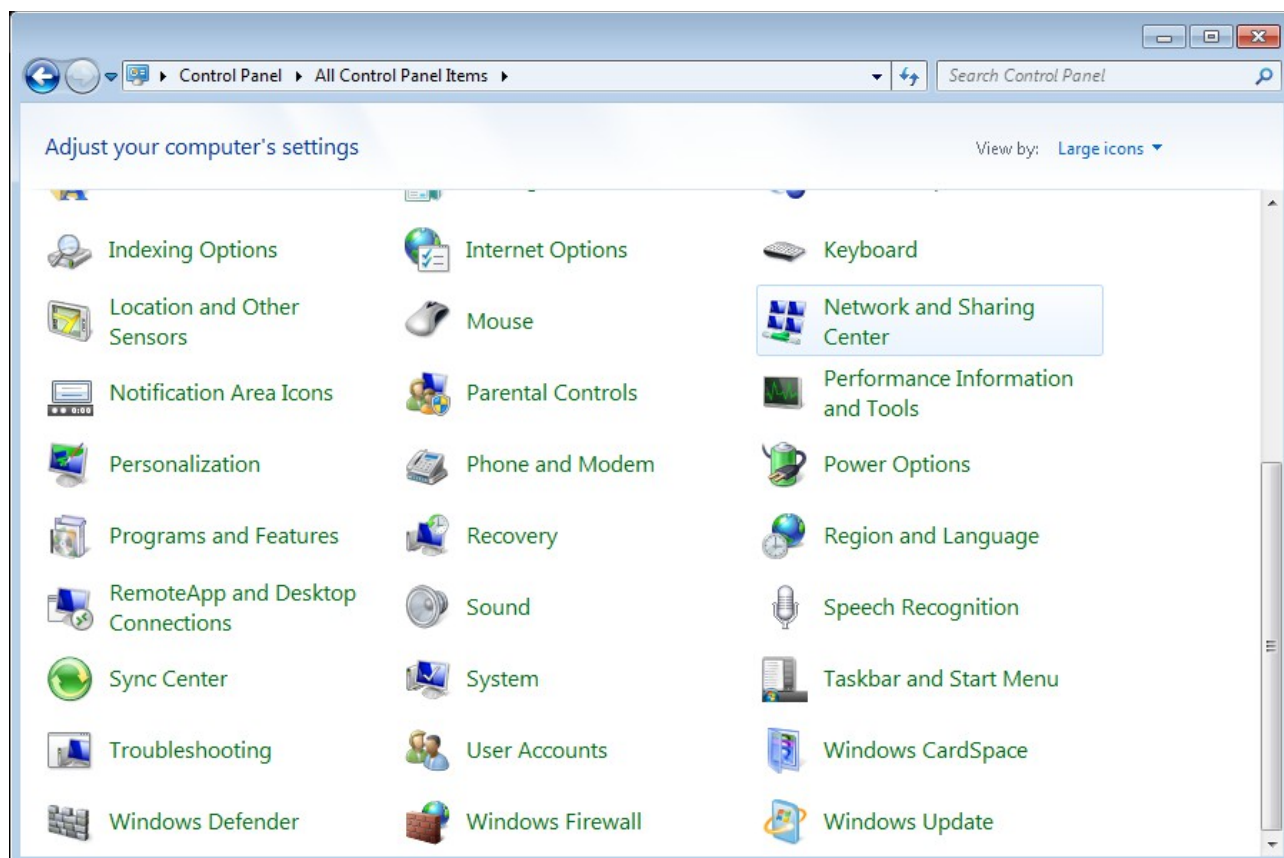 Control Panel All Control Panel Items Search Control Panel
Adjust your computer's settings View by: Large icons
Indexing Options Internet Options Keyboard
Location and Other
Sensors
Mouse
Network and Sharing
Center
Notification Area Icons Parental Controls
Performance Information
and Tools
Personalization Phone and Modem Power Options
Programs and Features Recovery Region and Language
RemoteApp and Desktop
Connections
Sound Speech Recognition
Sync Center System Taskbar and Start Menu
Troubleshooting User Accounts Windows CardSpace
Windows Defender Windows Firewall Windows Update